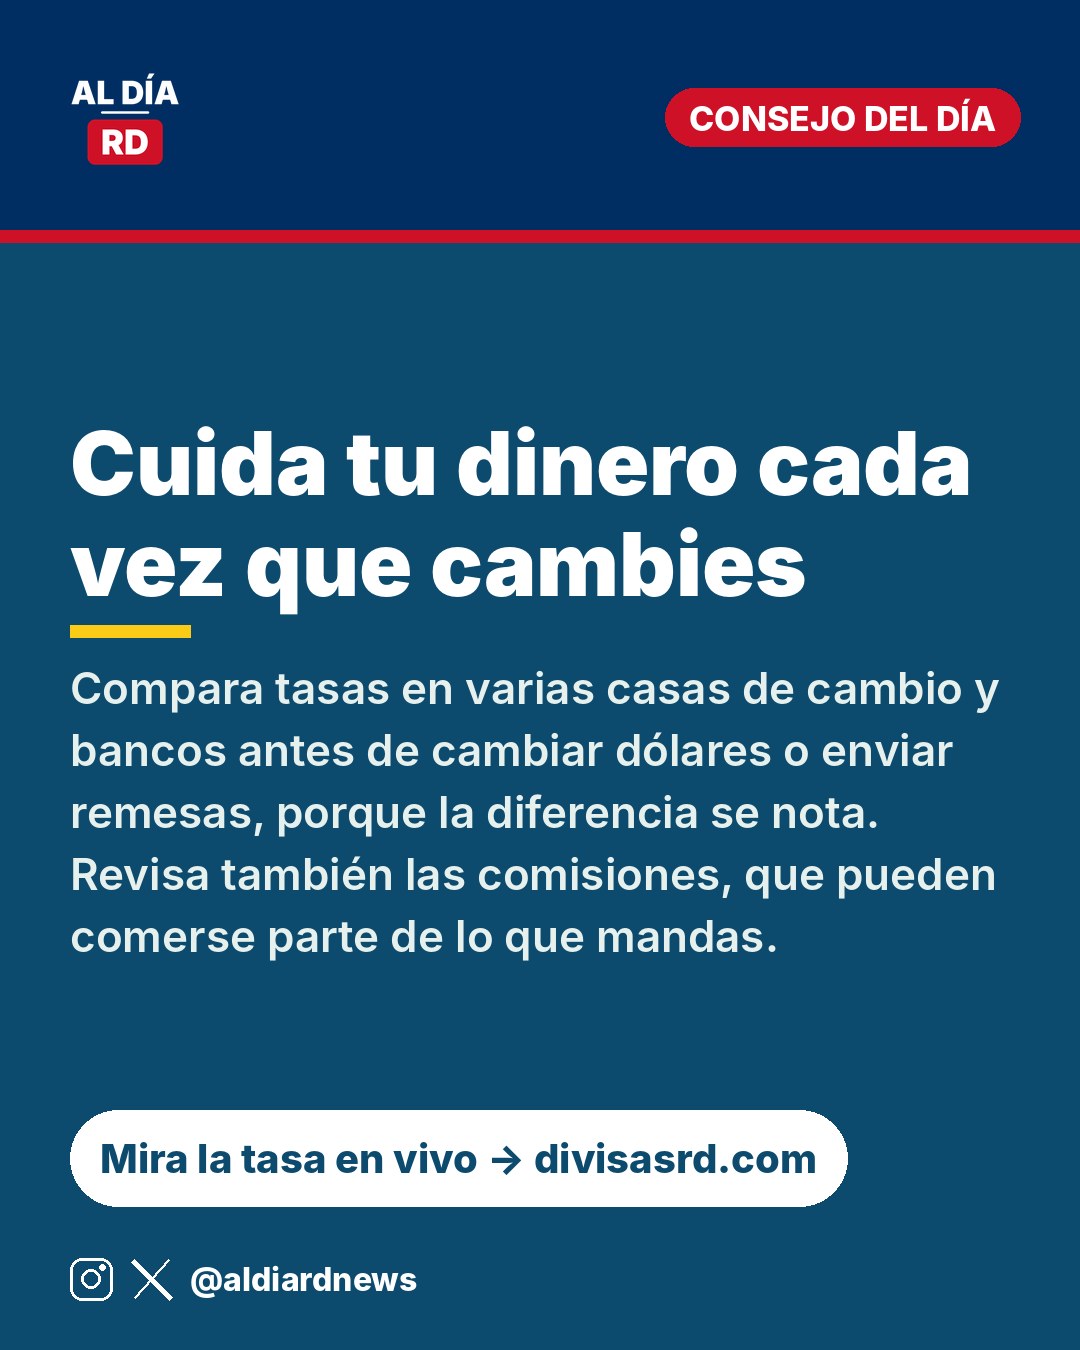 AL DÍA
RD
CONSEJO DEL DÍA
Cuida tu dinero cada
vez que cambies
Compara tasas en varias casas de cambio y
bancos antes de cambiar dólares o enviar
remesas, porque la diferencia se nota.
Revisa también las comisiones, que pueden
comerse parte de lo que mandas.
Mira la tasa en vivo → divisasrd.com
@aldiardnews